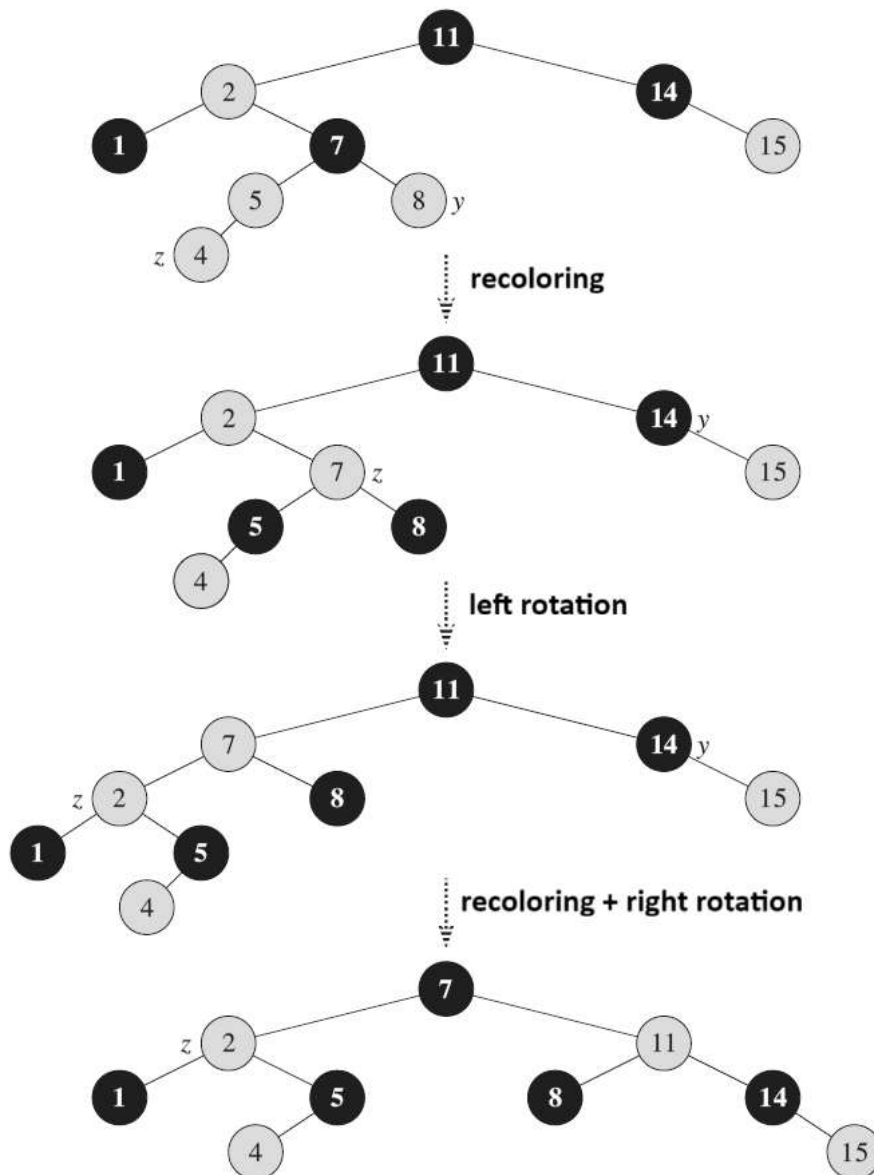 11
2 14
1 7 15
5 8 y
z 4
recoloring
11
2 14 y
1 7 z 15
5 8
4
left rotation
11
7 14 y
z 2 8 15
1 5
4
recoloring + right rotation
7
z 2 11
1 5 8 14
4 15